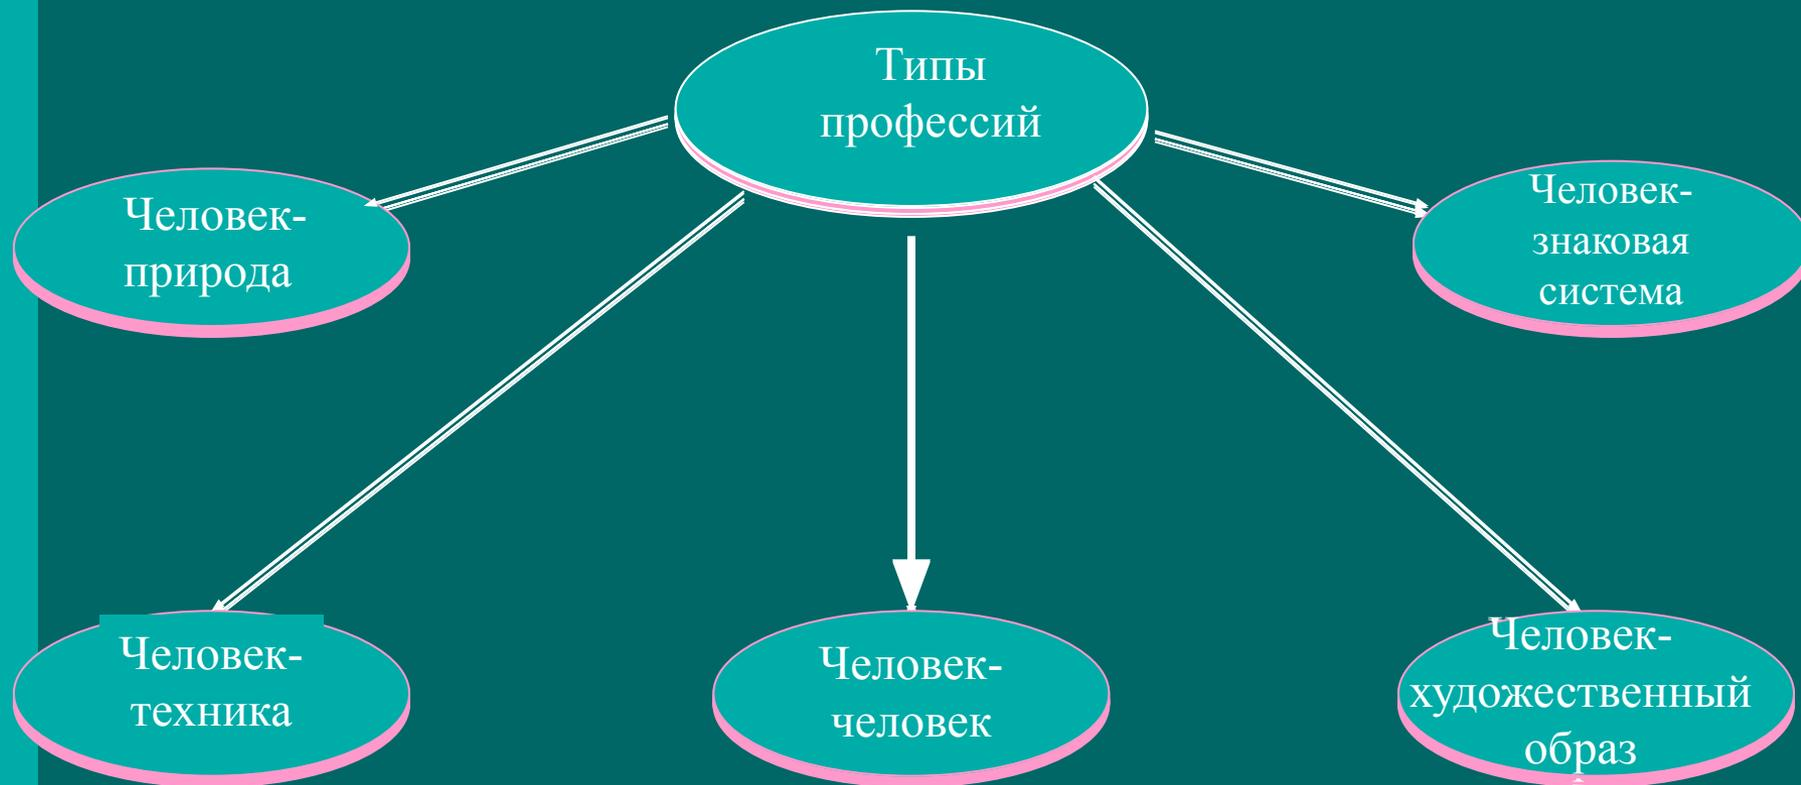 Типы
профессий
Человек-
природа
Человек-
знаковая
система
Человек-
техника
Человек-
человек
Человек-
художественный
образ